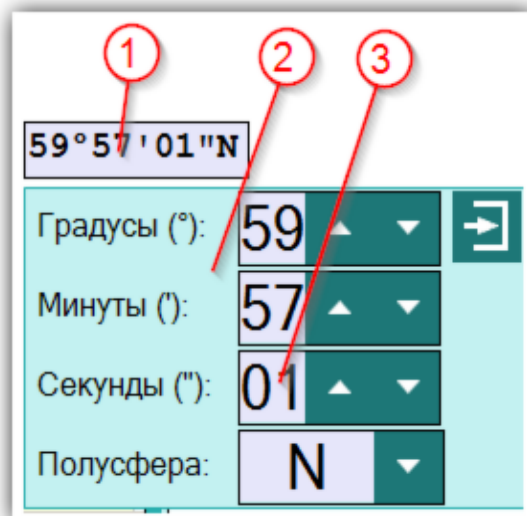 1 2 3
59°57'01"N
Градусы (°): 59
Минуты ('): 57
Секунды ("): 01
Полусфера: N